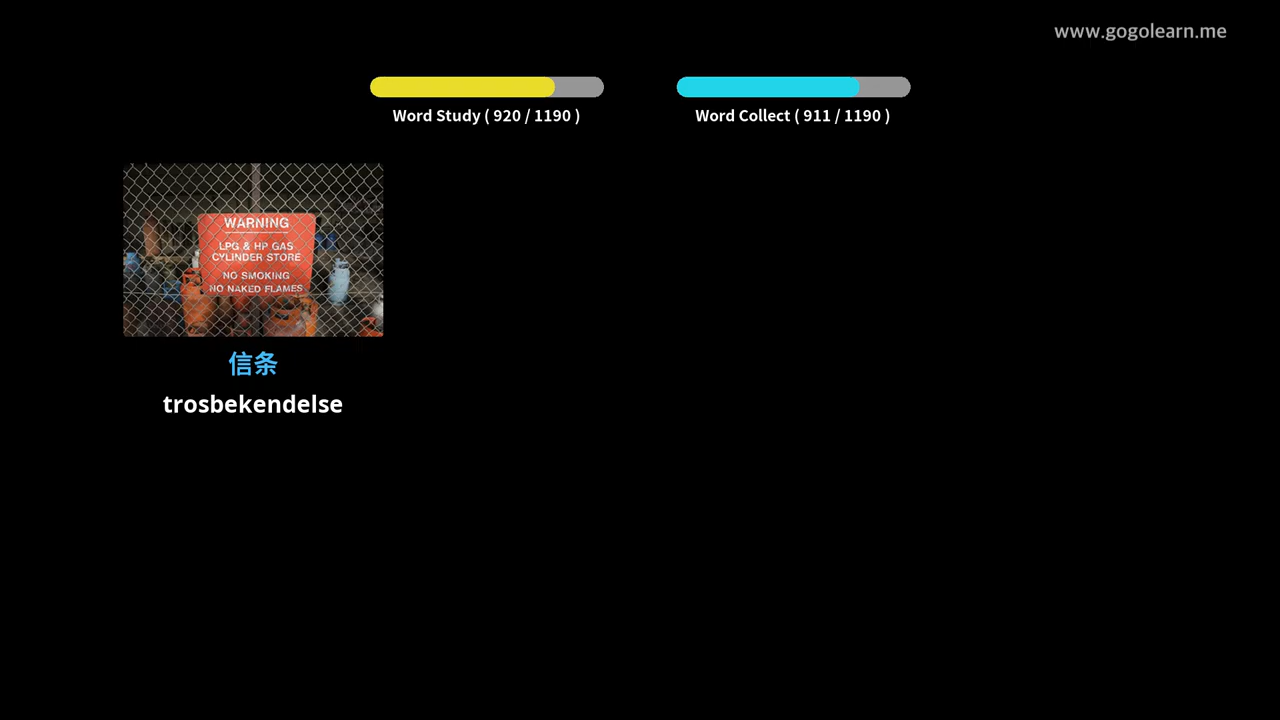 www.gogolearn.me
Word Study ( 920 / 1190 )
Word Collect ( 911 / 1190 )
WARNING
LPG & HP GAS
CYLINDER STORE
NO SMOKING
NO NAKED FLAMES
信条
trosbekendelse